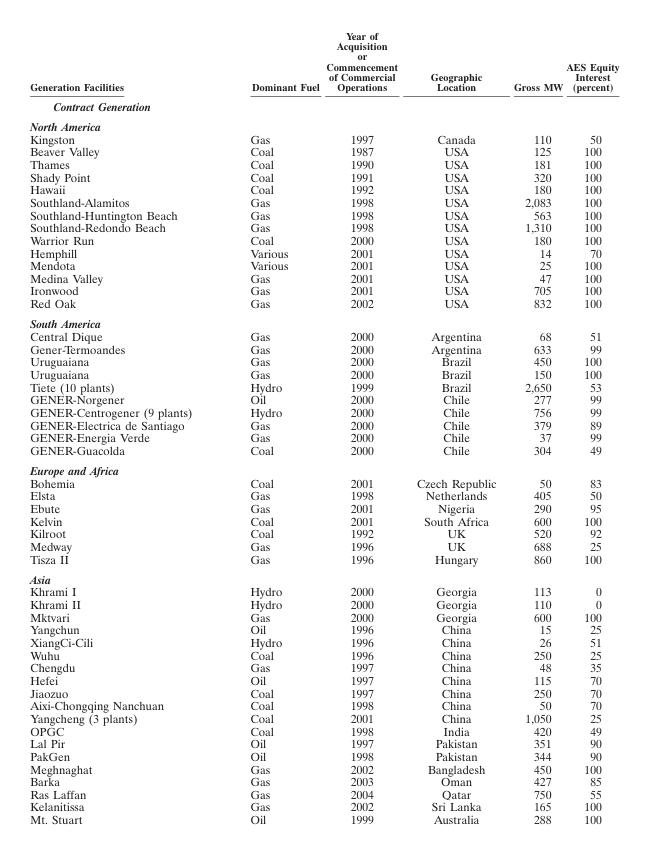 Year of
Acquisition
or
Commencement AES Equity
of Commercial Geographic Interest
Generation Facilities Dominant Fuel Operations Location Gross MW (percent)
Contract Generation
North America
Kingston Gas 1997 Canada 110 50
Beaver Valley Coal 1987 USA 125 100
Thames Coal 1990 USA 181 100
Shady Point Coal 1991 USA 320 100
Hawaii Coal 1992 USA 180 100
Southland-Alamitos Gas 1998 USA 2,083 100
Southland-Huntington Beach Gas 1998 USA 563 100
Southland-Redondo Beach Gas 1998 USA 1,310 100
Warrior Run Coal 2000 USA 180 100
Hemphill Various 2001 USA 14 70
Mendota Various 2001 USA 25 100
Medina Valley Gas 2001 USA 47 100
Ironwood Gas 2001 USA 705 100
Red Oak Gas 2002 USA 832 100
South America
Central Dique Gas 2000 Argentina 68 51
Gener-Termoandes Gas 2000 Argentina 633 99
Uruguaiana Gas 2000 Brazil 450 100
Uruguaiana Gas 2000 Brazil 150 100
Tiete (10 plants) Hydro 1999 Brazil 2,650 53
GENER-Norgener Oil 2000 Chile 277 99
GENER-Centrogener (9 plants) Hydro 2000 Chile 756 99
GENER-Electrica de Santiago Gas 2000 Chile 379 89
GENER-Energia Verde Gas 2000 Chile 37 99
GENER-Guacolda Coal 2000 Chile 304 49
Europe and Africa
Bohemia Coal 2001 Czech Republic 50 83
Elsta Gas 1998 Netherlands 405 50
Ebute Gas 2001 Nigeria 290 95
Kelvin Coal 2001 South Africa 600 100
Kilroot Coal 1992 UK 520 92
Medway Gas 1996 UK 688 25
Tisza II Gas 1996 Hungary 860 100
Asia
Khrami I Hydro 2000 Georgia 113 0
Khrami II Hydro 2000 Georgia 110 0
Mktvari Gas 2000 Georgia 600 100
Yangchun Oil 1996 China 15 25
XiangCi-Cili Hydro 1996 China 26 51
Wuhu Coal 1996 China 250 25
Chengdu Gas 1997 China 48 35
Hefei Oil 1997 China 115 70
Jiaozuo Coal 1997 China 250 70
Aixi-Chongqing Nanchuan Coal 1998 China 50 70
Yangcheng (3 plants) Coal 2001 China 1,050 25
OPGC Coal 1998 India 420 49
Lal Pir Oil 1997 Pakistan 351 90
PakGen Oil 1998 Pakistan 344 90
Meghnaghat Gas 2002 Bangladesh 450 100
Barka Gas 2003 Oman 427 85
Ras Laffan Gas 2004 Qatar 750 55
Kelanitissa Gas 2002 Sri Lanka 165 100
Mt. Stuart Oil 1999 Australia 288 100